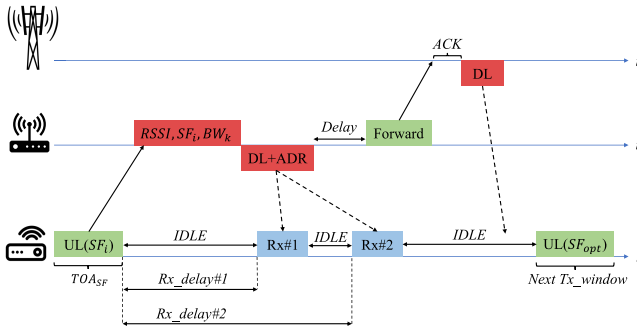 ACK
DL
t
RSSI, SF_i, BW_k
Delay
Forward
DL+ADR
UL(SF_i)
IDLE
Rx#1
IDLE
Rx#2
IDLE
UL(SF_opt)
TOA_SF
Rx_delay#1
Next Tx_window
Rx_delay#2